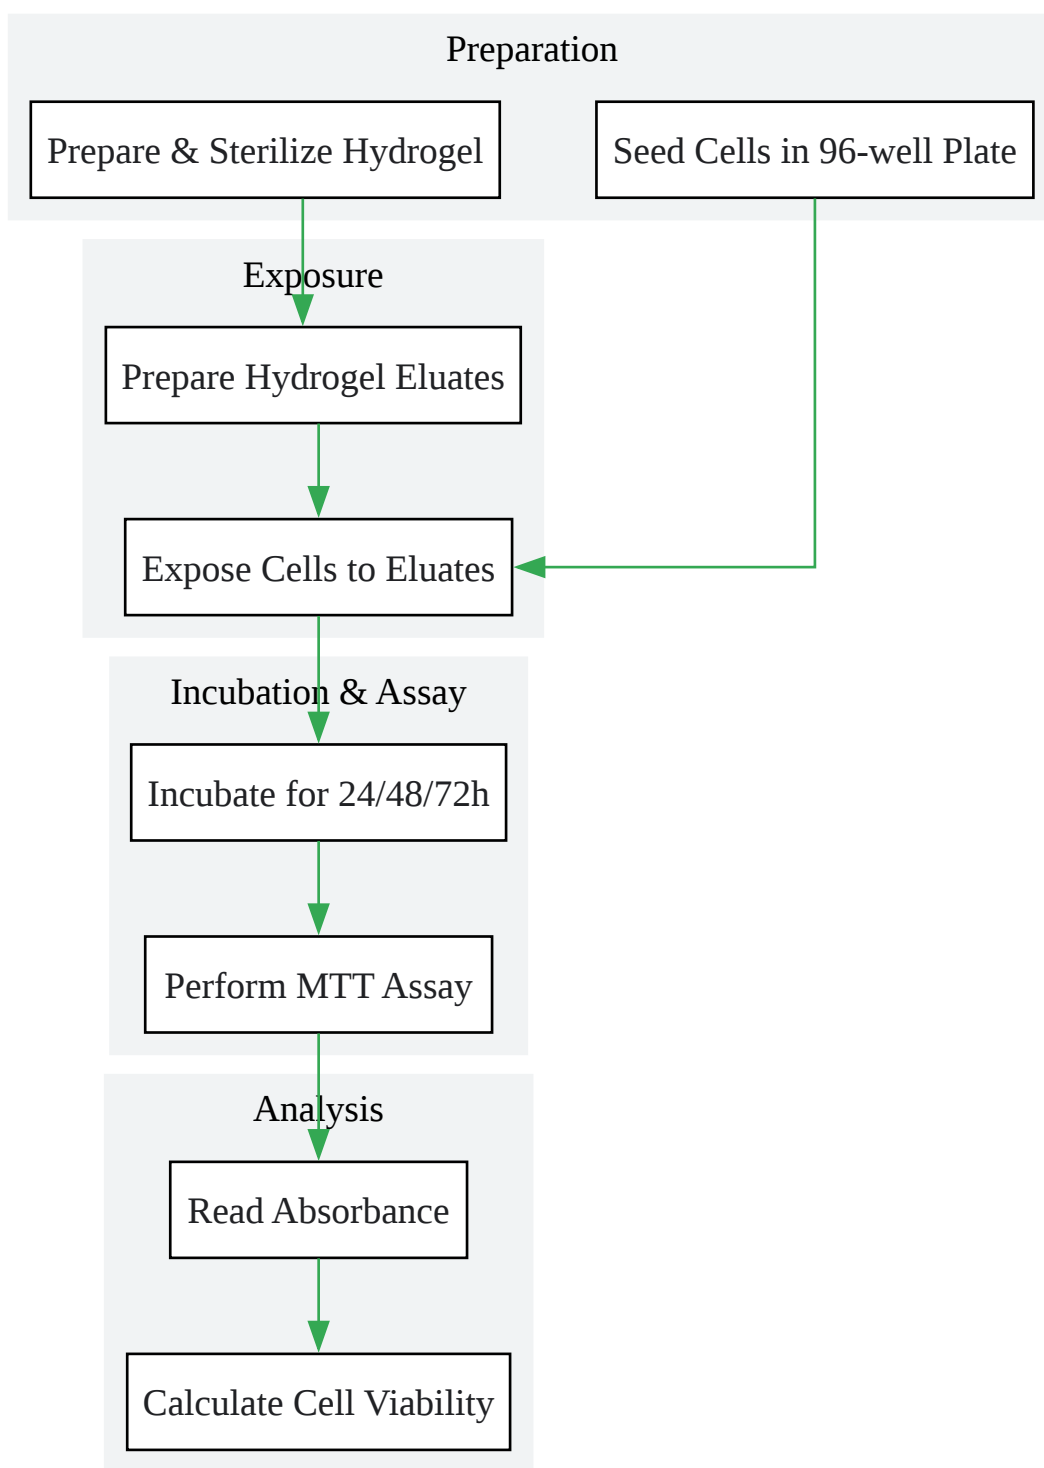 Preparation
Prepare & Sterilize Hydrogel
Seed Cells in 96-well Plate
Exposure
Prepare Hydrogel Eluates
Expose Cells to Eluates
Incubation & Assay
Incubate for 24/48/72h
Perform MTT Assay
Analysis
Read Absorbance
Calculate Cell Viability